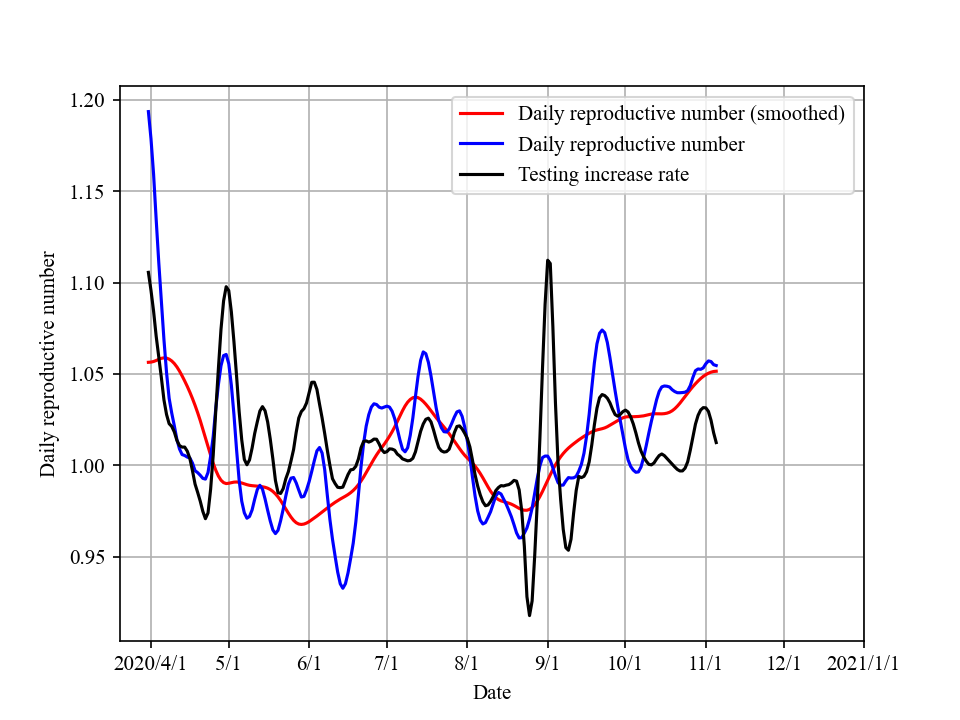 1.20
1.15
1.10
1.05
1.00
0.95
Daily reproductive number
Daily reproductive number (smoothed)
Daily reproductive number
Testing increase rate
2020/4/1 5/1 6/1 7/1 8/1 9/1 10/1 11/1 12/1 2021/1/1
Date